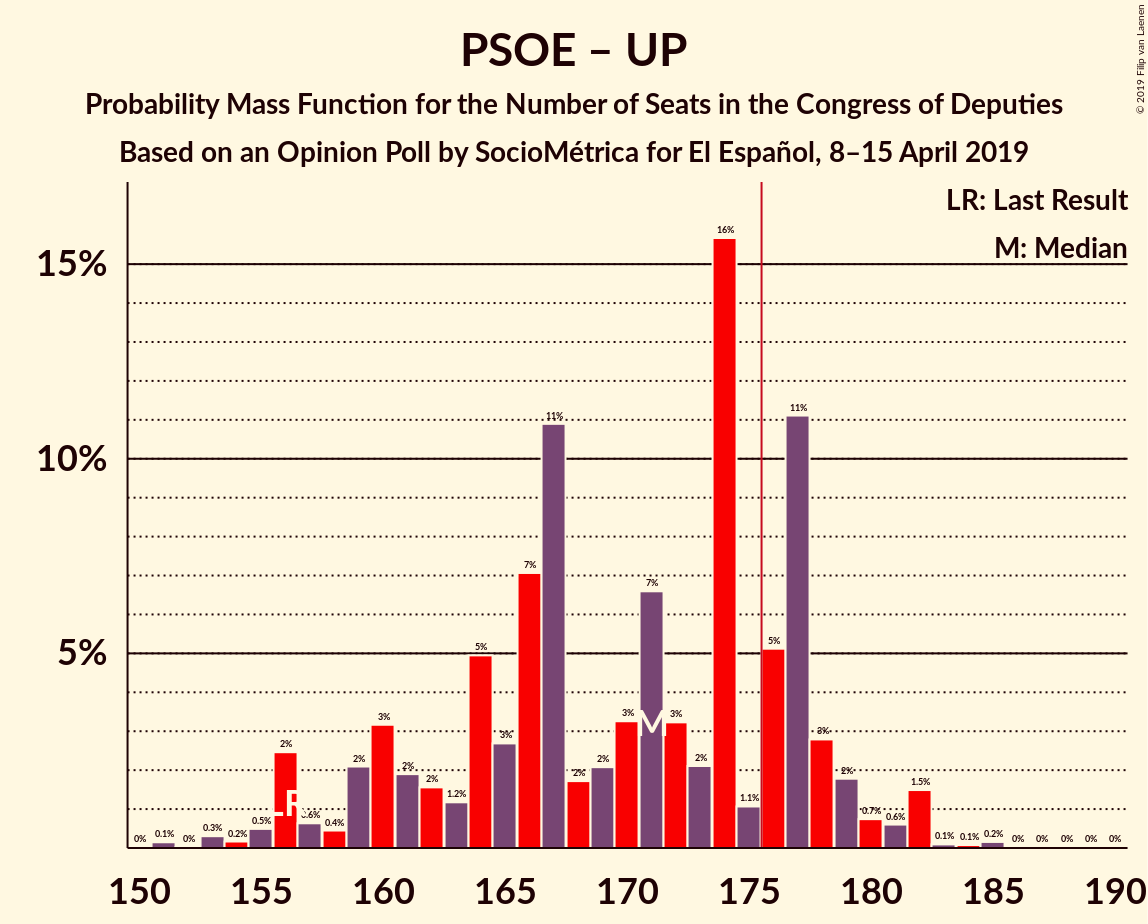 © 2019 Filip van Laenen
PSOE – UP
Probability Mass Function for the Number of Seats in the Congress of Deputies
Based on an Opinion Poll by SocioMétrica for El Español, 8–15 April 2019
LR: Last Result
M: Median
15%
10%
5%
0% 0.1% 0% 0.3% 0.2% 0.5% 2% 0.6% 0.4% 2% 3% 2% 2% 1.2% 5% 3% 7% 11% 2% 2% 3% 7% 3% 2% 16% 1.1% 5% 11% 3% 2% 0.7% 0.6% 1.5% 0.1% 0.1% 0.2% 0% 0% 0% 0% 0%
LR
M
150 155 160 165 170 175 180 185 190